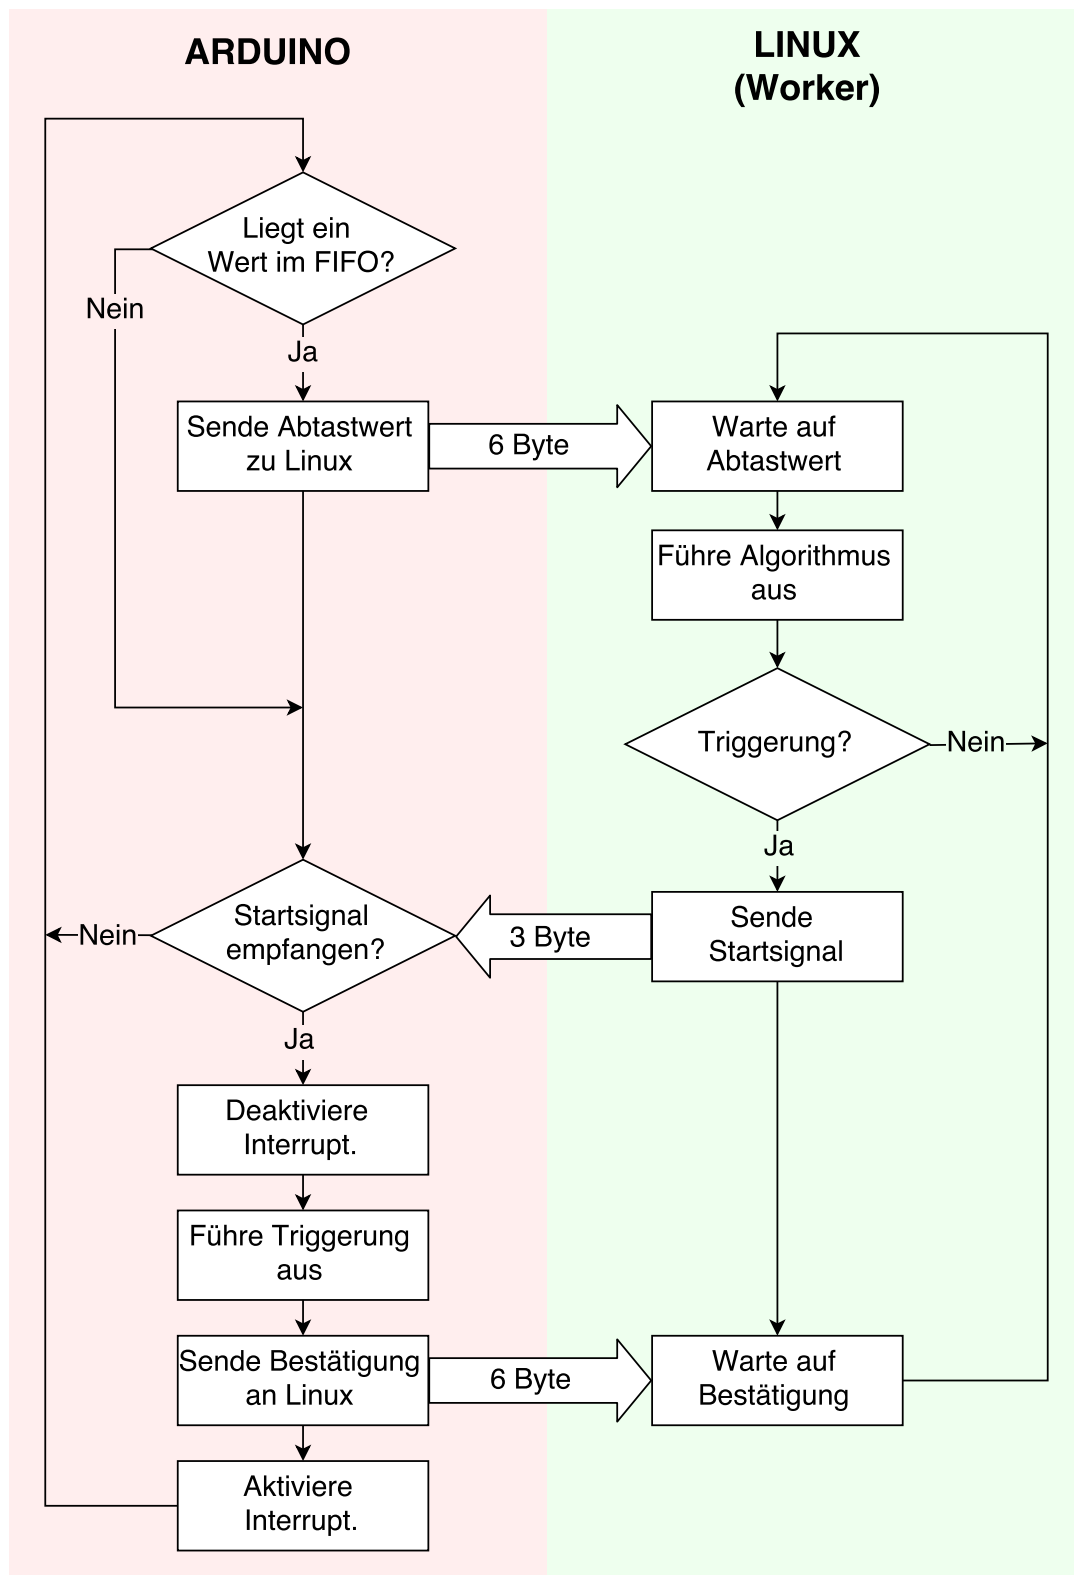 ARDUINO
LINUX
(Worker)
Liegt ein
Wert im FIFO?
Nein
Ja
Sende Abtastwert
zu Linux
6 Byte
Warte auf
Abtastwert
Führe Algorithmus
aus
Triggerung?
Nein
Ja
Startsignal
empfangen?
Nein
3 Byte
Sende
Startsignal
Ja
Deaktiviere
Interrupt.
Führe Triggerung
aus
Sende Bestätigung
an Linux
6 Byte
Warte auf
Bestätigung
Aktiviere
Interrupt.